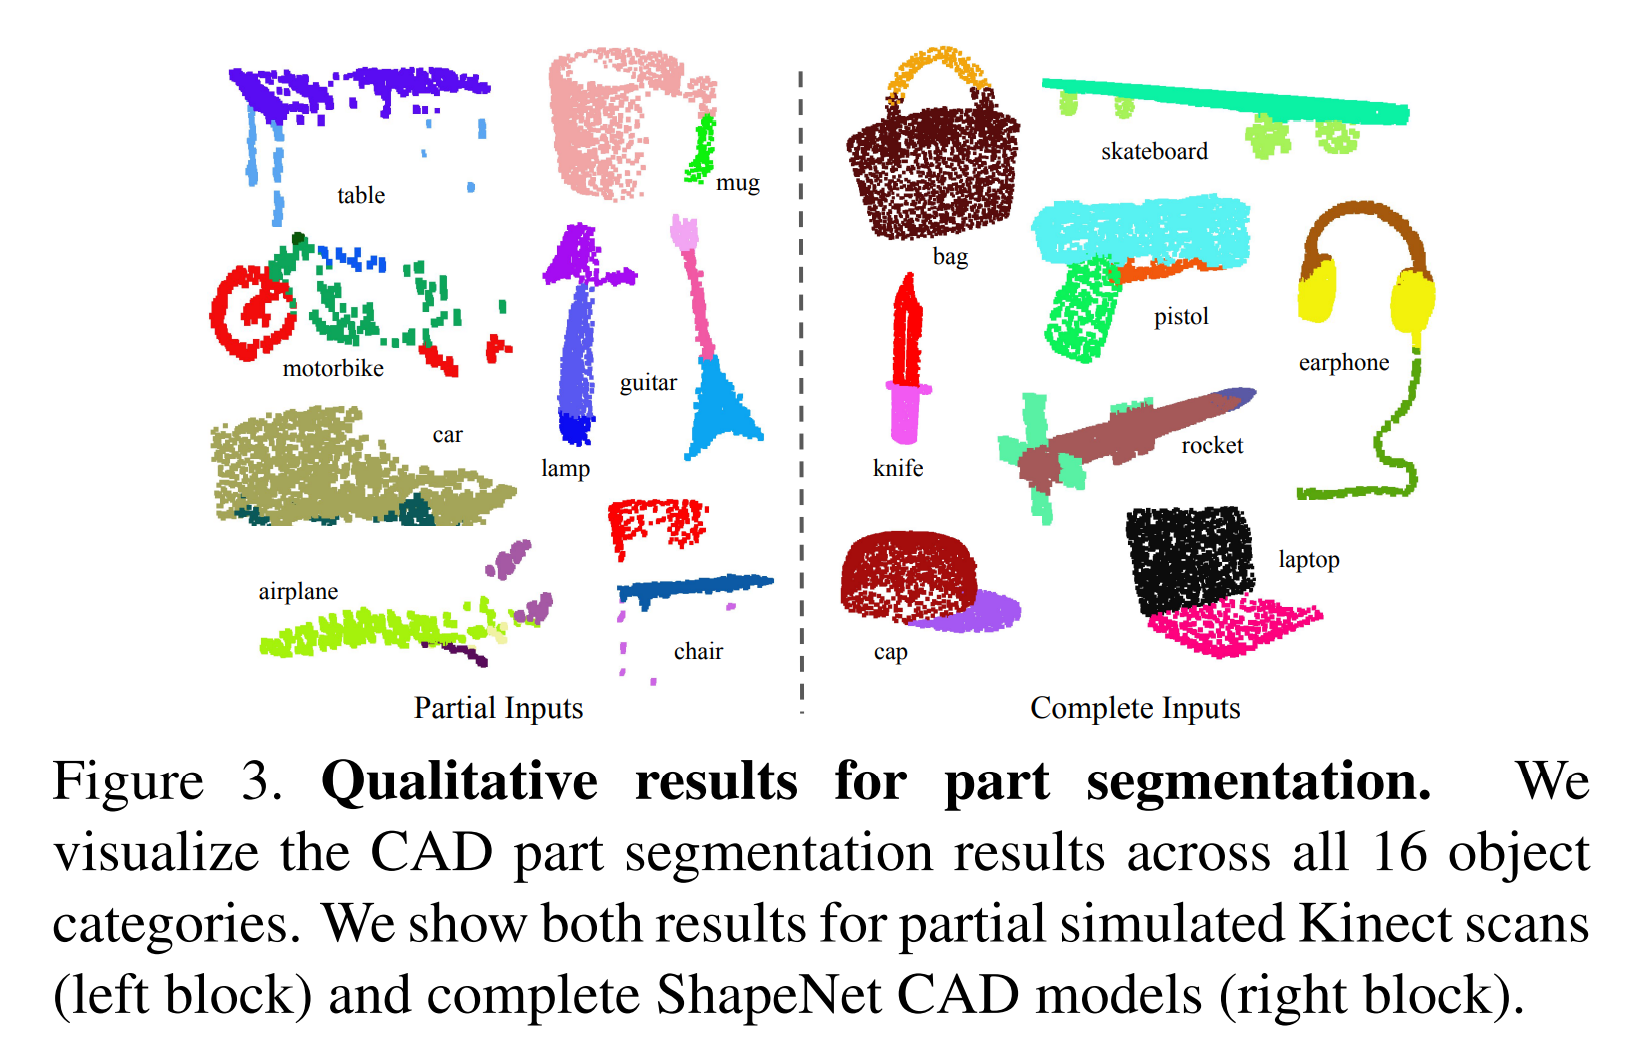 table
mug
motorbike
guitar
car
lamp
airplane
chair
Partial Inputs
skateboard
bag
pistol
earphone
knife
rocket
laptop
cap
Complete Inputs
Figure 3. Qualitative results for part segmentation. We
visualize the CAD part segmentation results across all 16 object
categories. We show both results for partial simulated Kinect scans
(left block) and complete ShapeNet CAD models (right block).